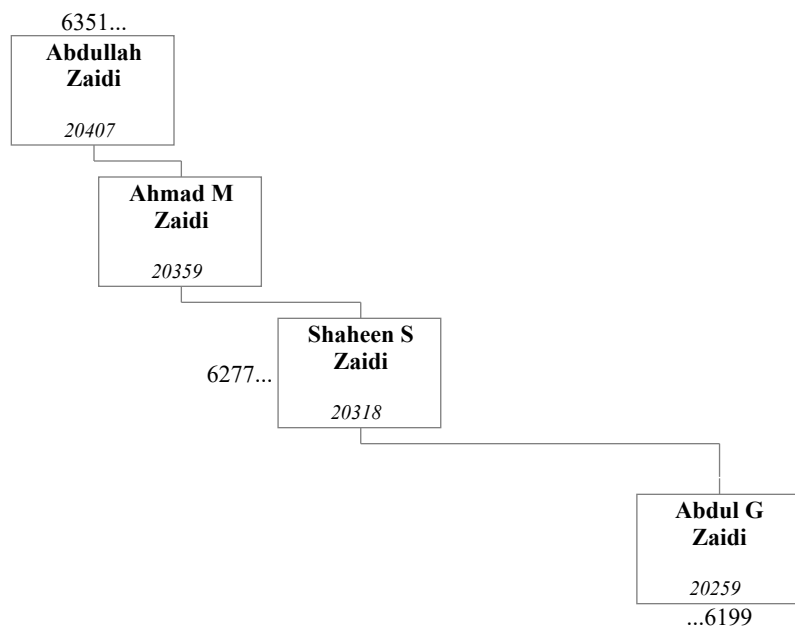 6351...
Abdullah
Zaidi
20407
Ahmad M
Zaidi
20359
Shaheen S
Zaidi
6277...
20318
Abdul G
Zaidi
20259
...6199